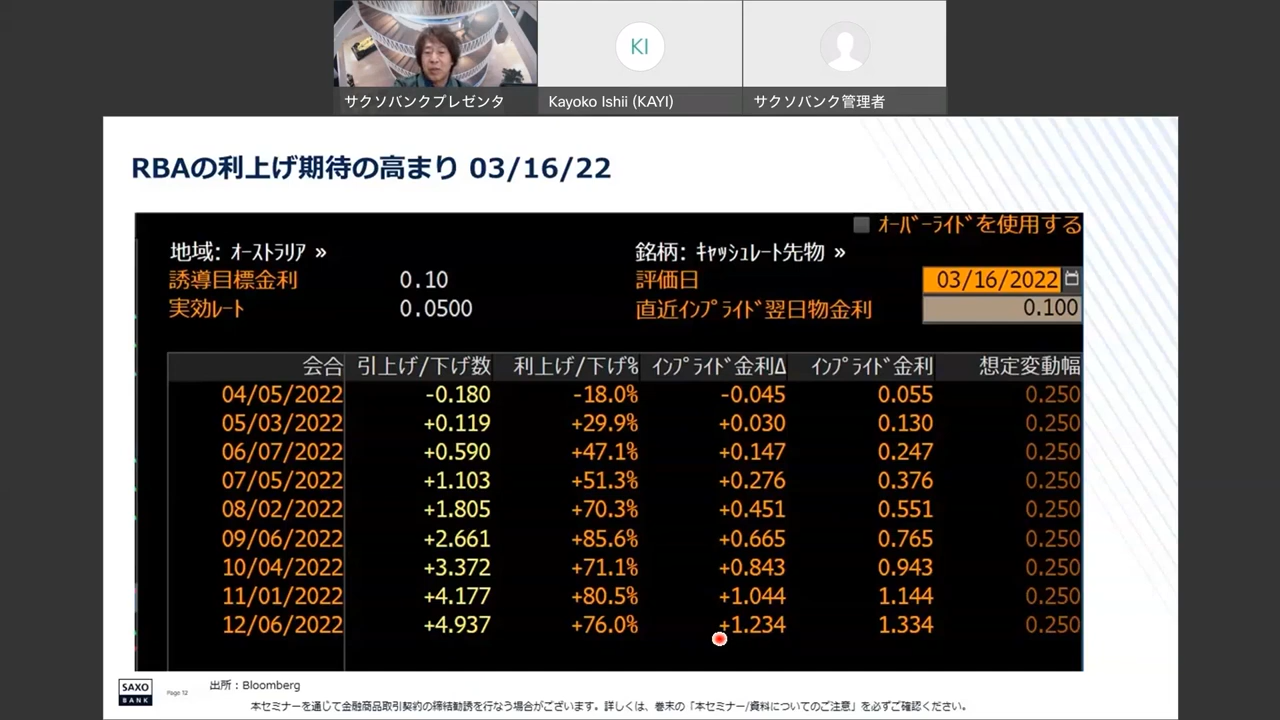 サクソバンクプレゼンタ
KI
Kayoko Ishii (KAYI)
サクソバンク管理者
RBAの利上げ期待の高まり 03/16/22
ｵｰﾊﾞｰﾗｲﾄﾞを使用する
地域: ｵｰｽﾄﾗﾘｱ »
銘柄: ｷｬｯｼｭﾚｰﾄ先物 »
誘導目標金利 0.10
評価日 03/16/2022
実効ﾚｰﾄ 0.0500
直近ｲﾝﾌﾟﾗｲﾄﾞ翌日物金利 0.100
会合 引上げ/下げ数 利上げ/下げ% ｲﾝﾌﾟﾗｲﾄﾞ金利Δ ｲﾝﾌﾟﾗｲﾄﾞ金利 想定変動幅
04/05/2022 -0.180 -18.0% -0.045 0.055 0.250
05/03/2022 +0.119 +29.9% +0.030 0.130 0.250
06/07/2022 +0.590 +47.1% +0.147 0.247 0.250
07/05/2022 +1.103 +51.3% +0.276 0.376 0.250
08/02/2022 +1.805 +70.3% +0.451 0.551 0.250
09/06/2022 +2.661 +85.6% +0.665 0.765 0.250
10/04/2022 +3.372 +71.1% +0.843 0.943 0.250
11/01/2022 +4.177 +80.5% +1.044 1.144 0.250
12/06/2022 +4.937 +76.0% +1.234 1.334 0.250
SAXO
BANK
Page 12
出所：Bloomberg
本セミナーを通じて金融商品取引契約の締結勧誘を行なう場合がございます。詳しくは、巻末の「本セミナー/資料についてのご注意」を必ずご確認ください。